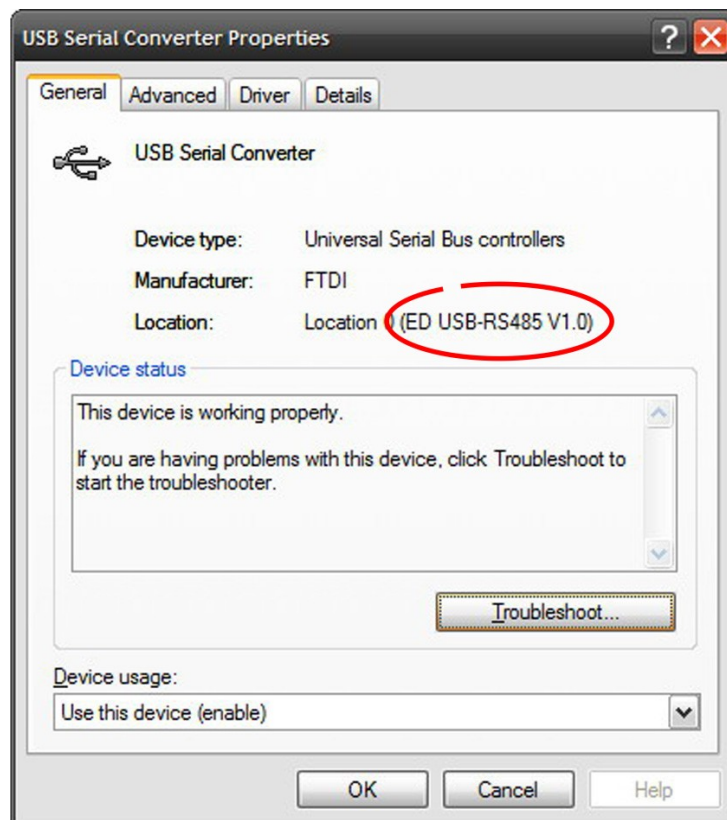 USB Serial Converter Properties
General Advanced Driver Details
USB Serial Converter
Device type: Universal Serial Bus controllers
Manufacturer: FTDI
Location: Location 0 (ED USB-RS485 V1.0)
Device status
This device is working properly.
If you are having problems with this device, click Troubleshoot to
start the troubleshooter.
Troubleshoot...
Device usage:
Use this device (enable)
OK Cancel Help